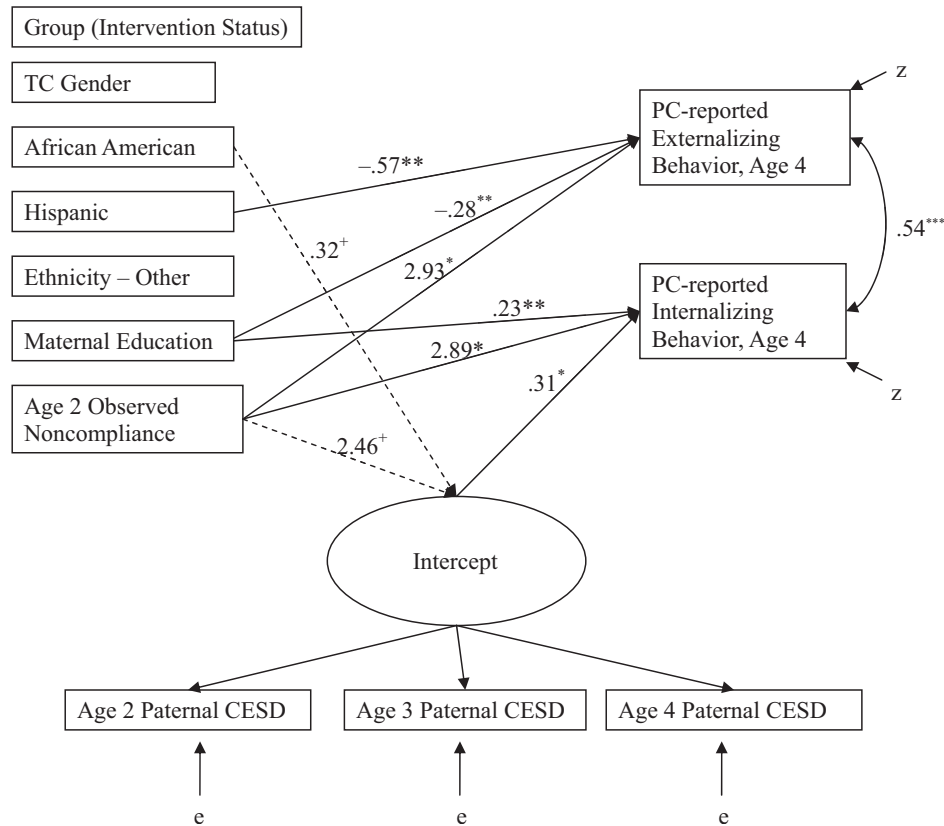 Group (Intervention Status)
TC Gender
African American
Hispanic
Ethnicity – Other
Maternal Education
Age 2 Observed
Noncompliance
–.57**
–.28**
.32+
2.93*
.23**
2.89*
.31*
2.46+
z
PC-reported
Externalizing
Behavior, Age 4
.54***
PC-reported
Internalizing
Behavior, Age 4
z
Intercept
Age 2 Paternal CESD
Age 3 Paternal CESD
Age 4 Paternal CESD
e
e
e